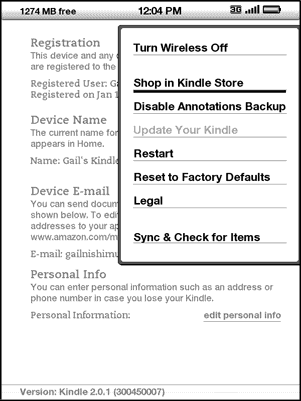 1274 MB free 12:04 PM 3G
Registration
This device and any
are registered to the
Registered User: Ga
Registered on Jan 1
Device Name
The current name for
appears in Home.
Name: Gail's Kindle
Device E-mail
You can send docum
shown below. To edit
addresses to your ap
www.amazon.com/m
E-mail: gailnishimu
Personal Info
You can enter personal information such as an address or
phone number in case you lose your Kindle.
Personal Information: edit personal info
Version: Kindle 2.0.1 (300450007)
Turn Wireless Off
Shop in Kindle Store
Disable Annotations Backup
Update Your Kindle
Restart
Reset to Factory Defaults
Legal
Sync & Check for Items